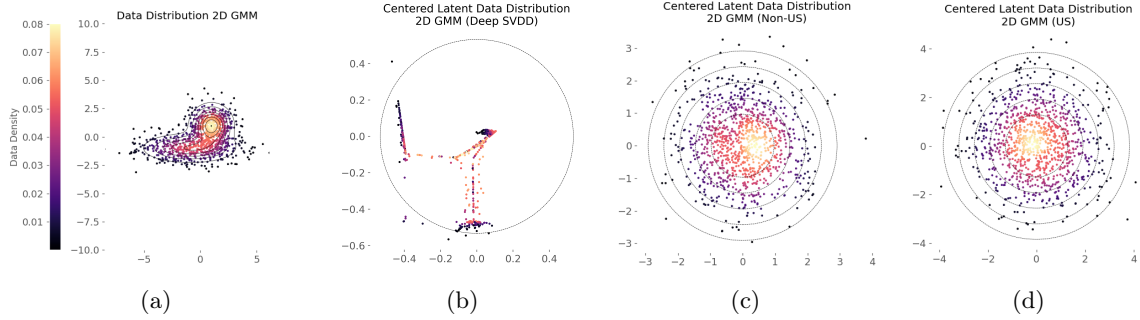 Data Distribution 2D GMM
Data Density
0.08
0.07
0.06
0.05
0.04
0.03
0.02
0.01
10.0
7.5
5.0
2.5
0.0
−2.5
−5.0
−7.5
−10.0
−5 0 5
(a)
Centered Latent Data Distribution
2D GMM (Deep SVDD)
0.4
0.2
0.0
−0.2
−0.4
−0.6
−0.4 −0.2 0.0 0.2 0.4
(b)
Centered Latent Data Distribution
2D GMM (Non-US)
3
2
1
0
−1
−2
−3
−3 −2 −1 0 1 2 3 4
(c)
Centered Latent Data Distribution
2D GMM (US)
4
2
0
−2
−4
−4 −2 0 2 4
(d)